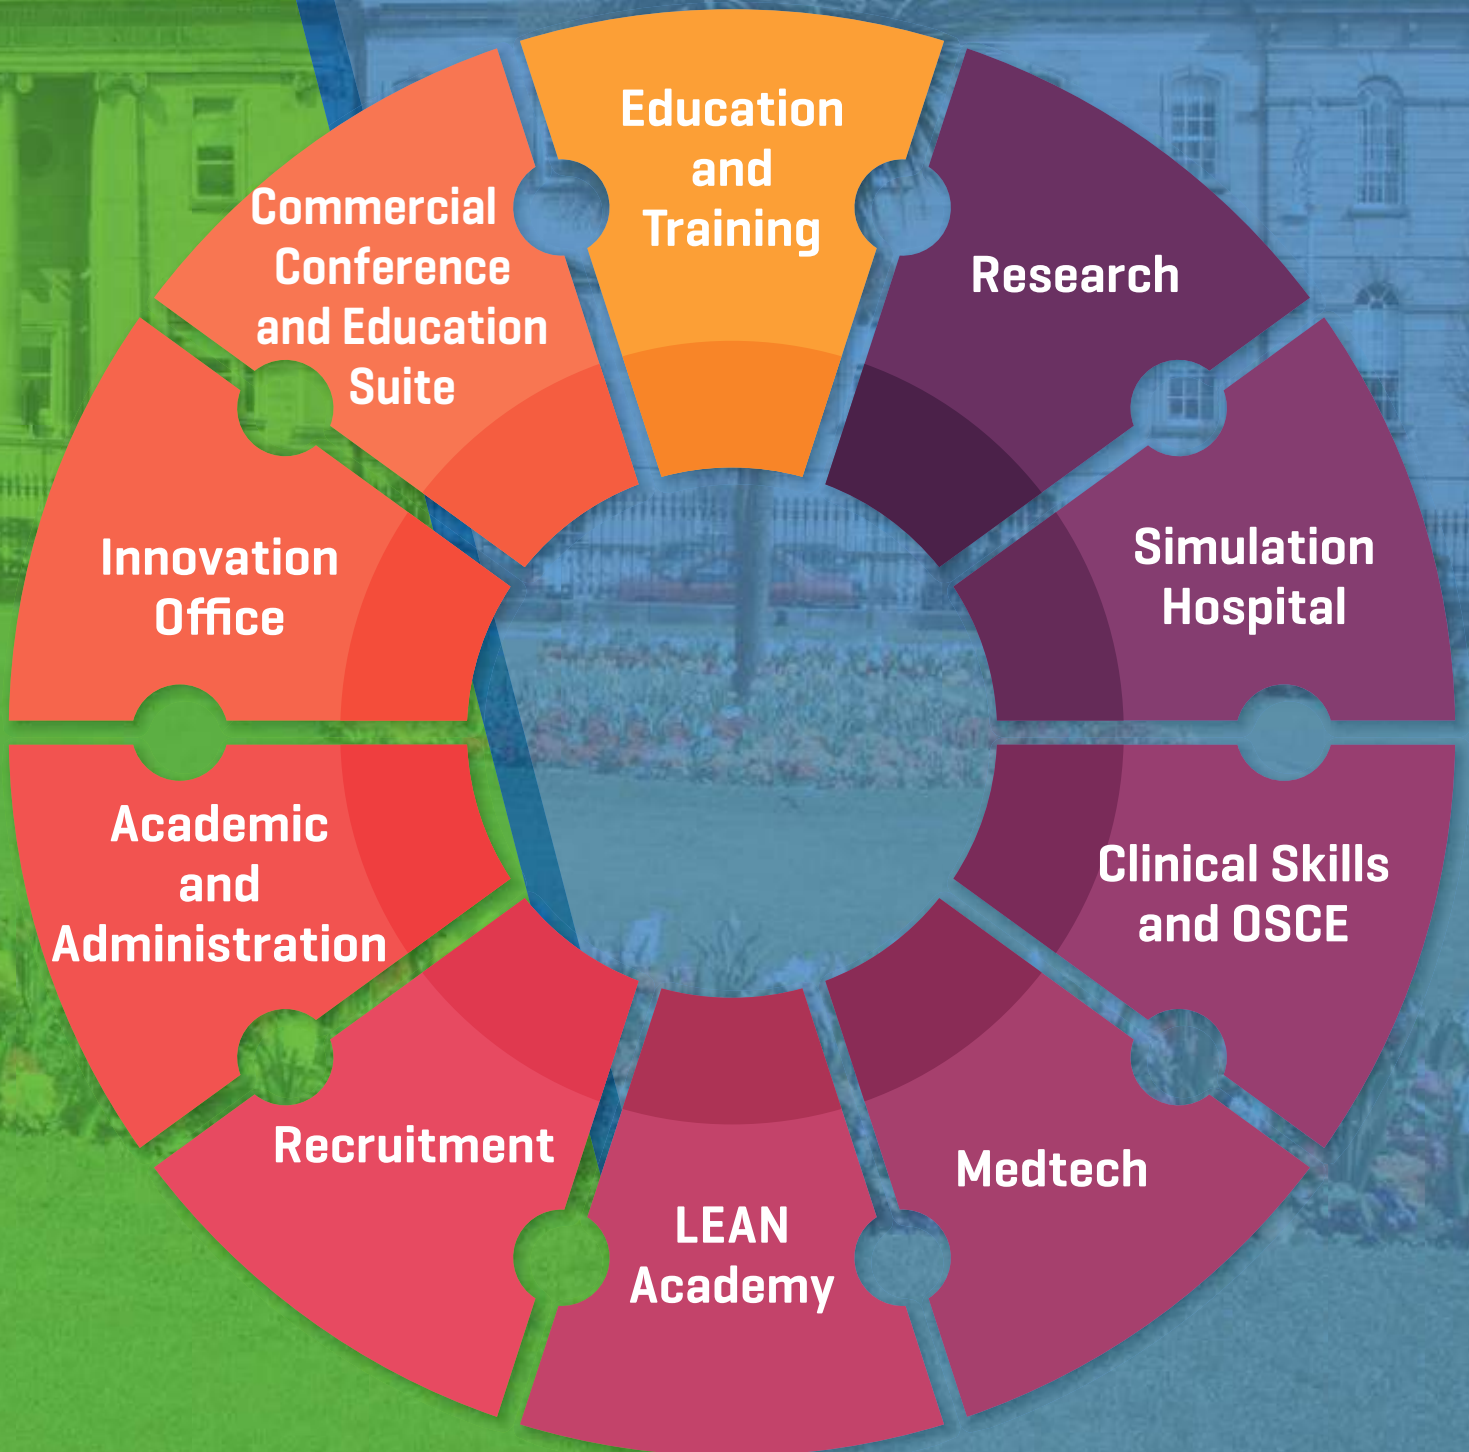 Education
and
Training
Research
Simulation
Hospital
Clinical Skills
and OSCE
Medtech
LEAN
Academy
Recruitment
Academic
and
Administration
Innovation
Office
Commercial
Conference
and Education
Suite